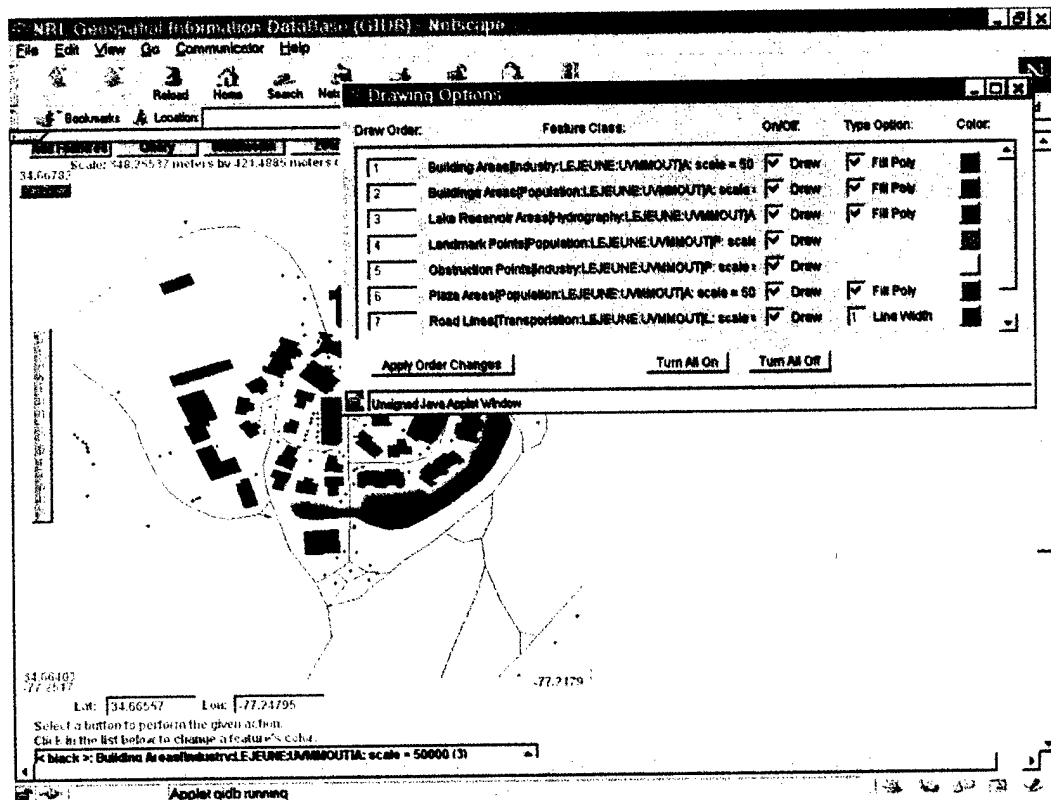 NRL Geospatial Information DataBase (GIDB) - Netscape
File Edit View Go Communicator Help
Reload Home Search
Bookmarks Location:
Add Features Query
Scale: 348.25537 meters by 421.4885 meters
34.66783
Drawing Options
Draw Order: Feature Class: On/Off: Type Option: Color:
1 Building Areas|Industry:LEJEUNE:UVMMOUT|A: scale = 50 Draw Fill Poly
2 Buildings Areas|Population:LEJEUNE:UVMMOUT|A: scale = Draw Fill Poly
3 Lake Reservoir Areas|Hydrography:LEJEUNE:UVMMOUT|A Draw Fill Poly
4 Landmark Points|Population:LEJEUNE:UVMMOUT|P: scale Draw
5 Obstruction Points|Industry:LEJEUNE:UVMMOUT|P: scale = Draw
6 Plaza Areas|Population:LEJEUNE:UVMMOUT|A: scale = 50 Draw Fill Poly
7 Road Lines|Transportation:LEJEUNE:UVMMOUT|L: scale = Draw 1 Line Width
Apply Order Changes Turn All On Turn All Off
Unsigned Java Applet Window
34.66403
-77.2517 -77.2479
Lat: 34.66557 Lon: -77.24795
Select a button to perform the given action.
Click in the list below to change a feature's color.
< black >: Building Areas|Industry:LEJEUNE:UVMMOUT|A: scale = 50000 (3)
Applet gidb running